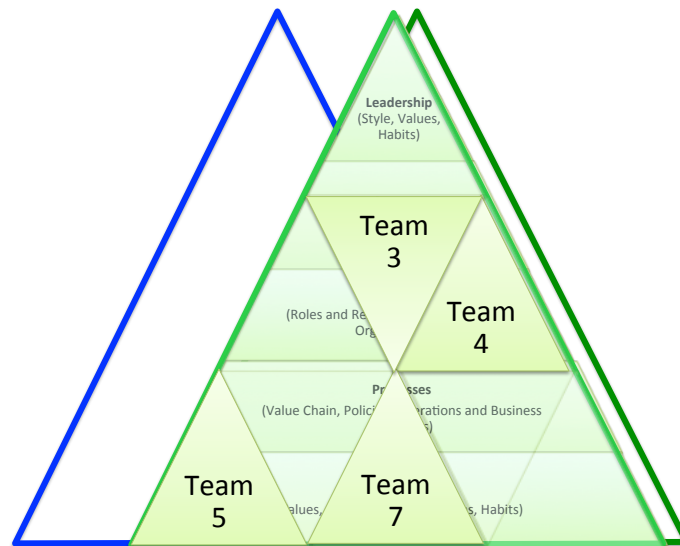 Leadership
(Style, Values,
Habits)
Team
3
(Roles and Re
Org
Team
4
Pr sses
(Value Chain, Polici rations and Business
s)
Team
5
Team
7
alues, s, Habits)